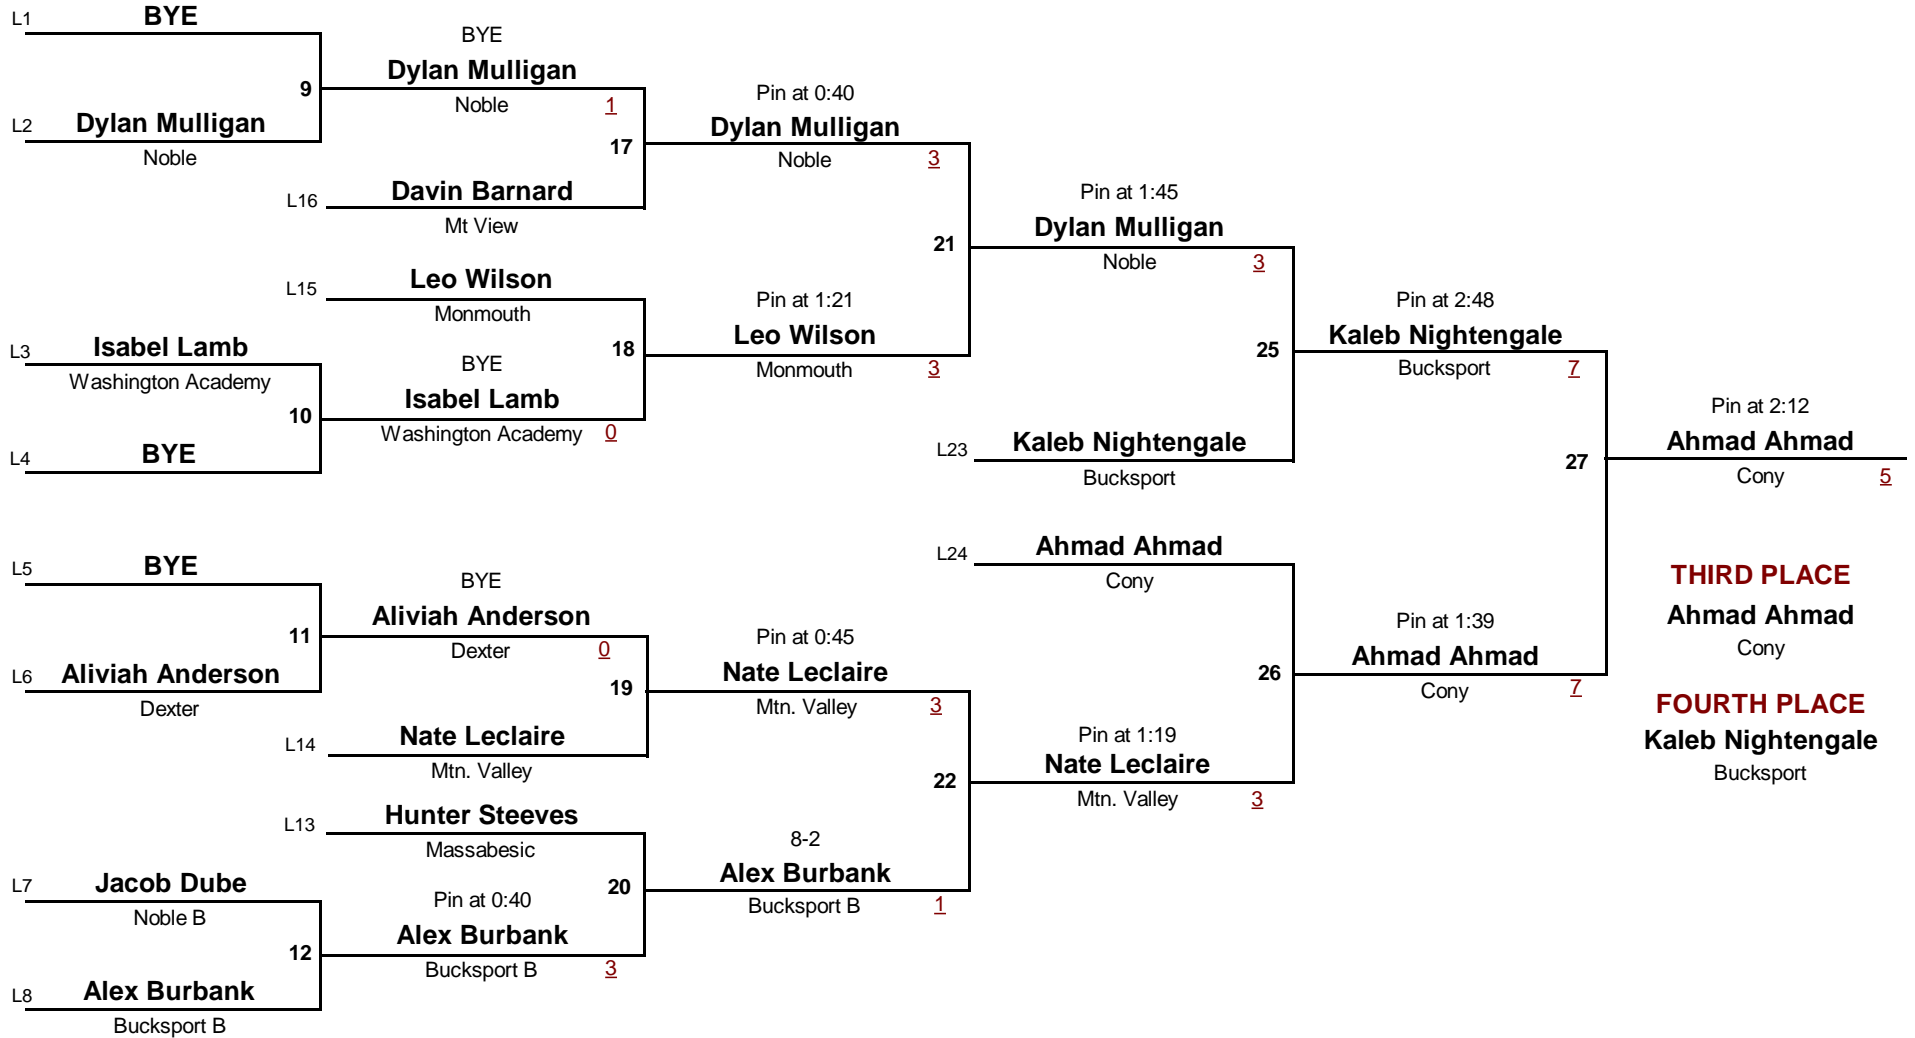 L1
BYE
9
L2
Dylan Mulligan
Noble
BYE
Dylan Mulligan
Noble
1
17
L16
Davin Barnard
Mt View
Pin at 0:40
Dylan Mulligan
Noble
3
L15
Leo Wilson
Monmouth
18
L3
Isabel Lamb
Washington Academy
10
L4
BYE
BYE
Isabel Lamb
Washington Academy
0
Pin at 1:21
Leo Wilson
Monmouth
3
21
Pin at 1:45
Dylan Mulligan
Noble
3
25
L23
Kaleb Nightengale
Bucksport
Pin at 2:48
Kaleb Nightengale
Bucksport
7
27
Pin at 2:12
Ahmad Ahmad
Cony
5
L5
BYE
11
L6
Aliviah Anderson
Dexter
BYE
Aliviah Anderson
Dexter
0
19
L14
Nate Leclaire
Mtn. Valley
Pin at 0:45
Nate Leclaire
Mtn. Valley
3
L13
Hunter Steeves
Massabesic
20
L7
Jacob Dube
Noble B
12
L8
Alex Burbank
Bucksport B
Pin at 0:40
Alex Burbank
Bucksport B
3
8-2
Alex Burbank
Bucksport B
1
22
L24
Ahmad Ahmad
Cony
26
Pin at 1:19
Nate Leclaire
Mtn. Valley
3
Pin at 1:39
Ahmad Ahmad
Cony
7
THIRD PLACE
Ahmad Ahmad
Cony
FOURTH PLACE
Kaleb Nightengale
Bucksport